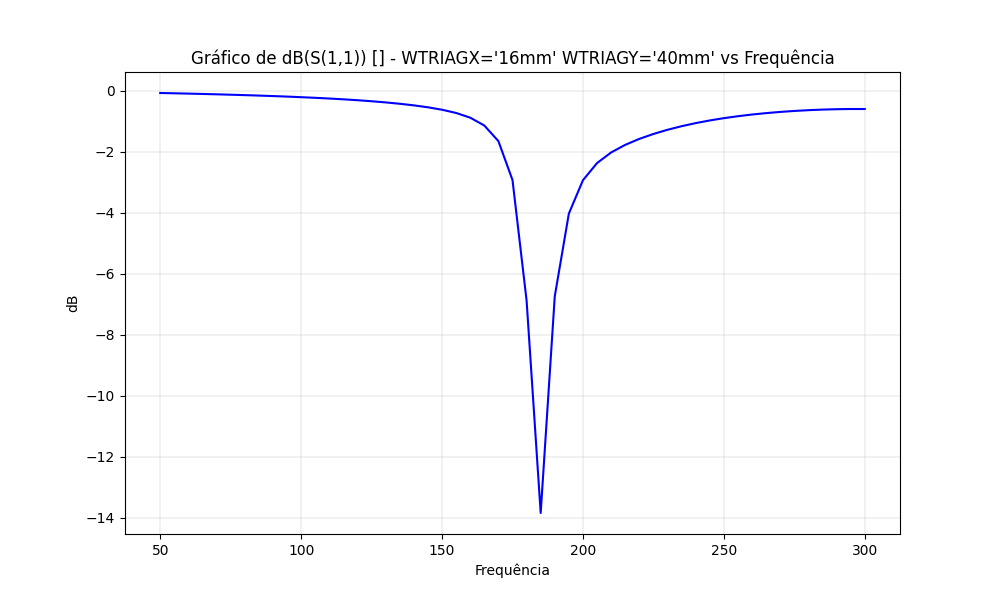 Gráfico de dB(S(1,1)) [] - WTRIAGX='16mm' WTRIAGY='40mm' vs Frequência
0
−2
−4
−6
−8
−10
−12
−14
dB
50 100 150 200 250 300
Frequência